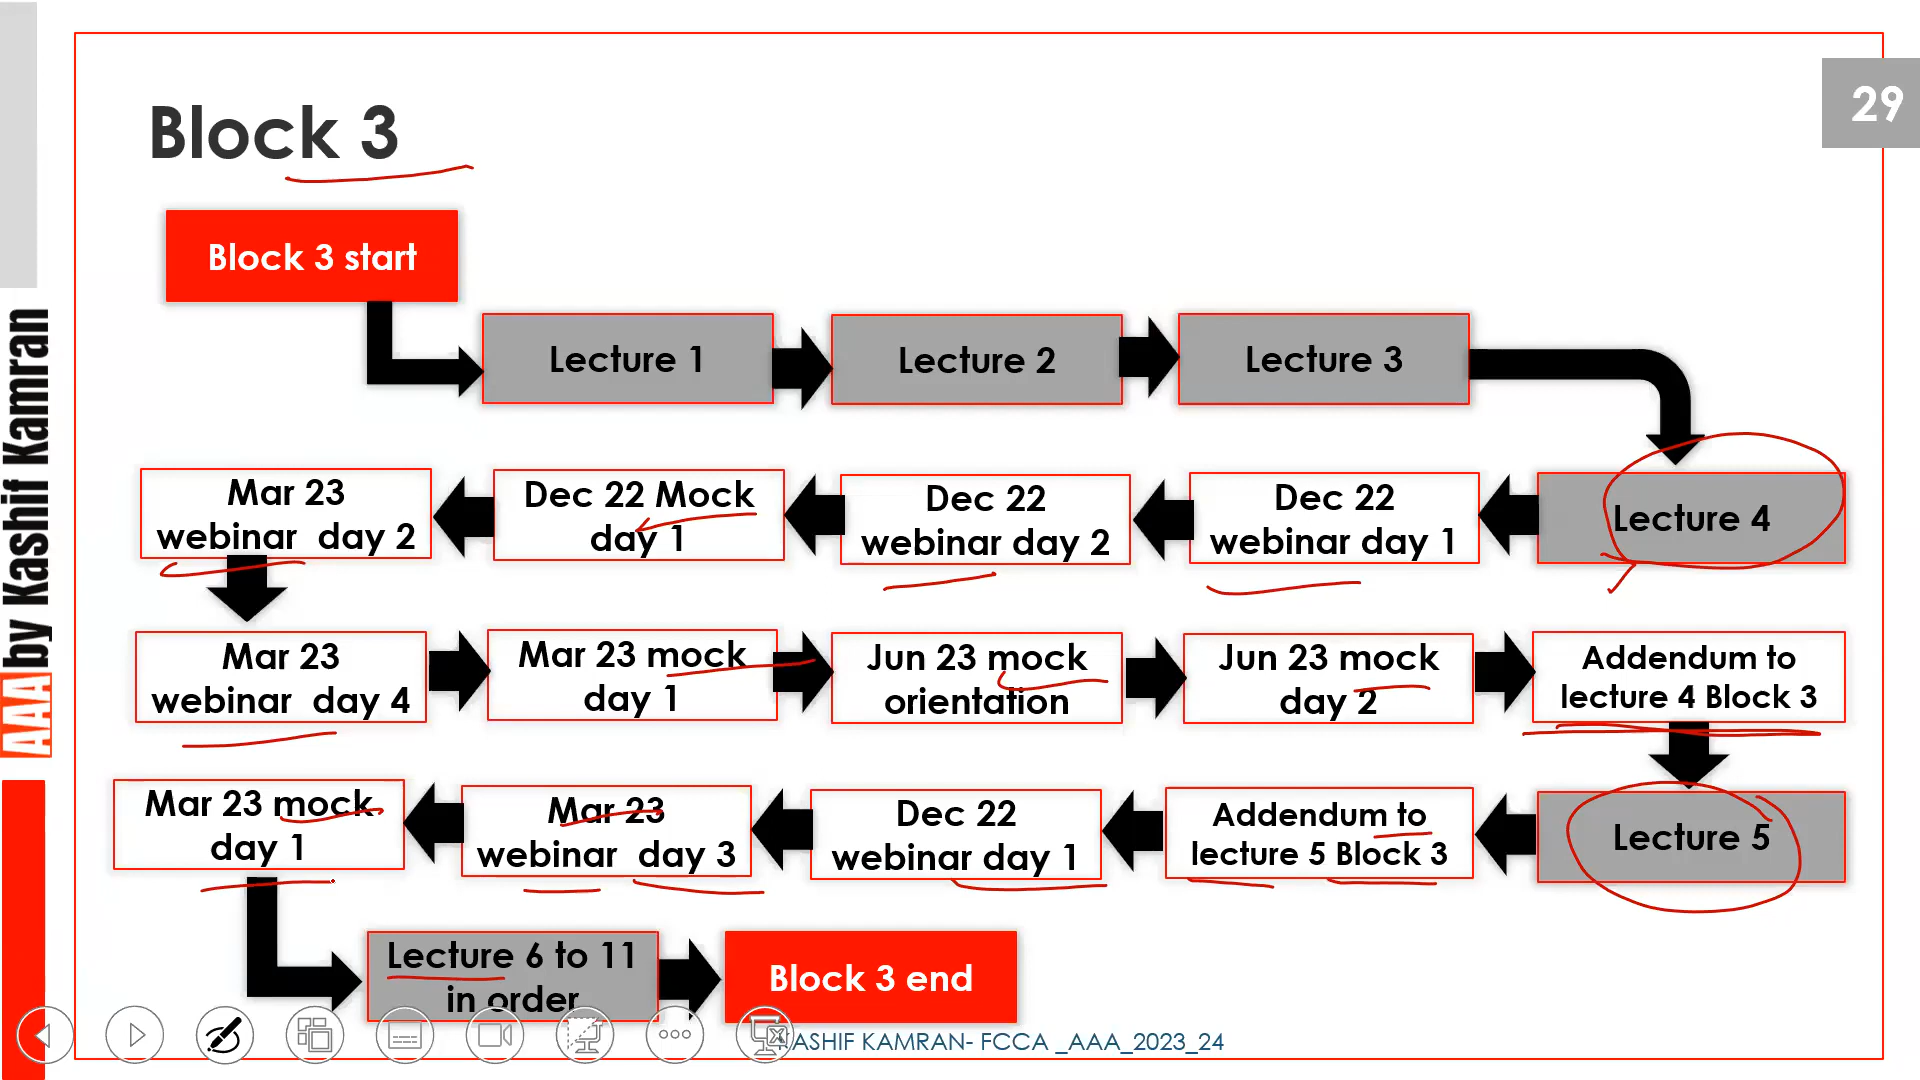 29
Block 3
Block 3 start
Lecture 1
Lecture 2
Lecture 3
Lecture 4
Dec 22
webinar day 1
Dec 22
webinar day 2
Dec 22 Mock
day 1
Mar 23
webinar day 2
Mar 23
webinar day 4
Mar 23 mock
day 1
Jun 23 mock
orientation
Jun 23 mock
day 2
Addendum to
lecture 4 Block 3
Lecture 5
Addendum to
lecture 5 Block 3
Dec 22
webinar day 1
Mar 23
webinar day 3
Mar 23 mock
day 1
Lecture 6 to 11
in order
Block 3 end
AAA by Kashif Kamran
KASHIF KAMRAN- FCCA _AAA_2023_24